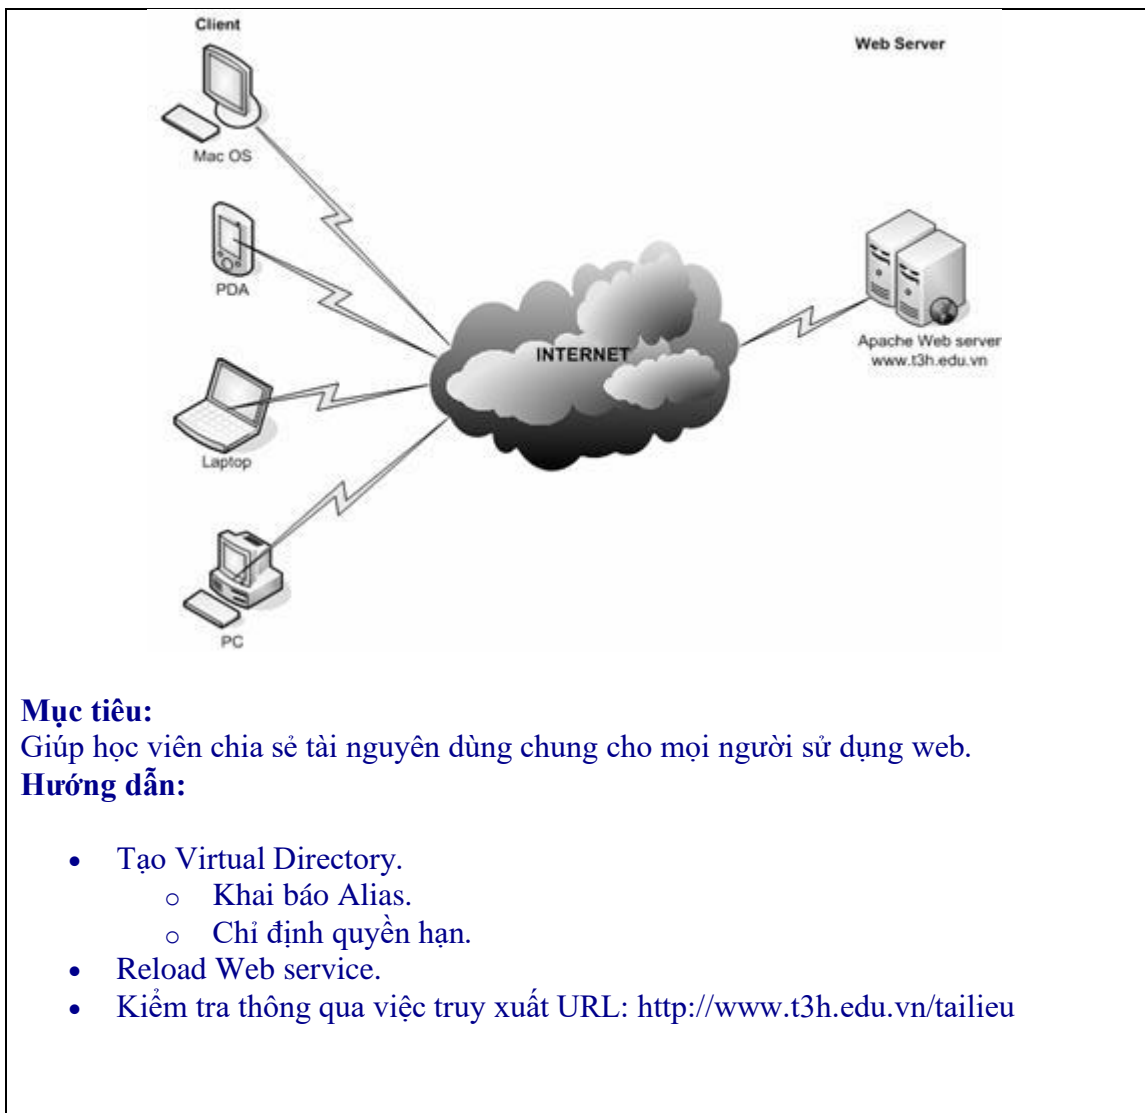 Client
Web Server
Mac OS
PDA
INTERNET
Apache Web server
www.t3h.edu.vn
Laptop
PC
Mục tiêu:
Giúp học viên chia sẻ tài nguyên dùng chung cho mọi người sử dụng web.
Hướng dẫn:
• Tạo Virtual Directory.
o Khai báo Alias.
o Chỉ định quyền hạn.
• Reload Web service.
• Kiểm tra thông qua việc truy xuất URL: http://www.t3h.edu.vn/tailieu